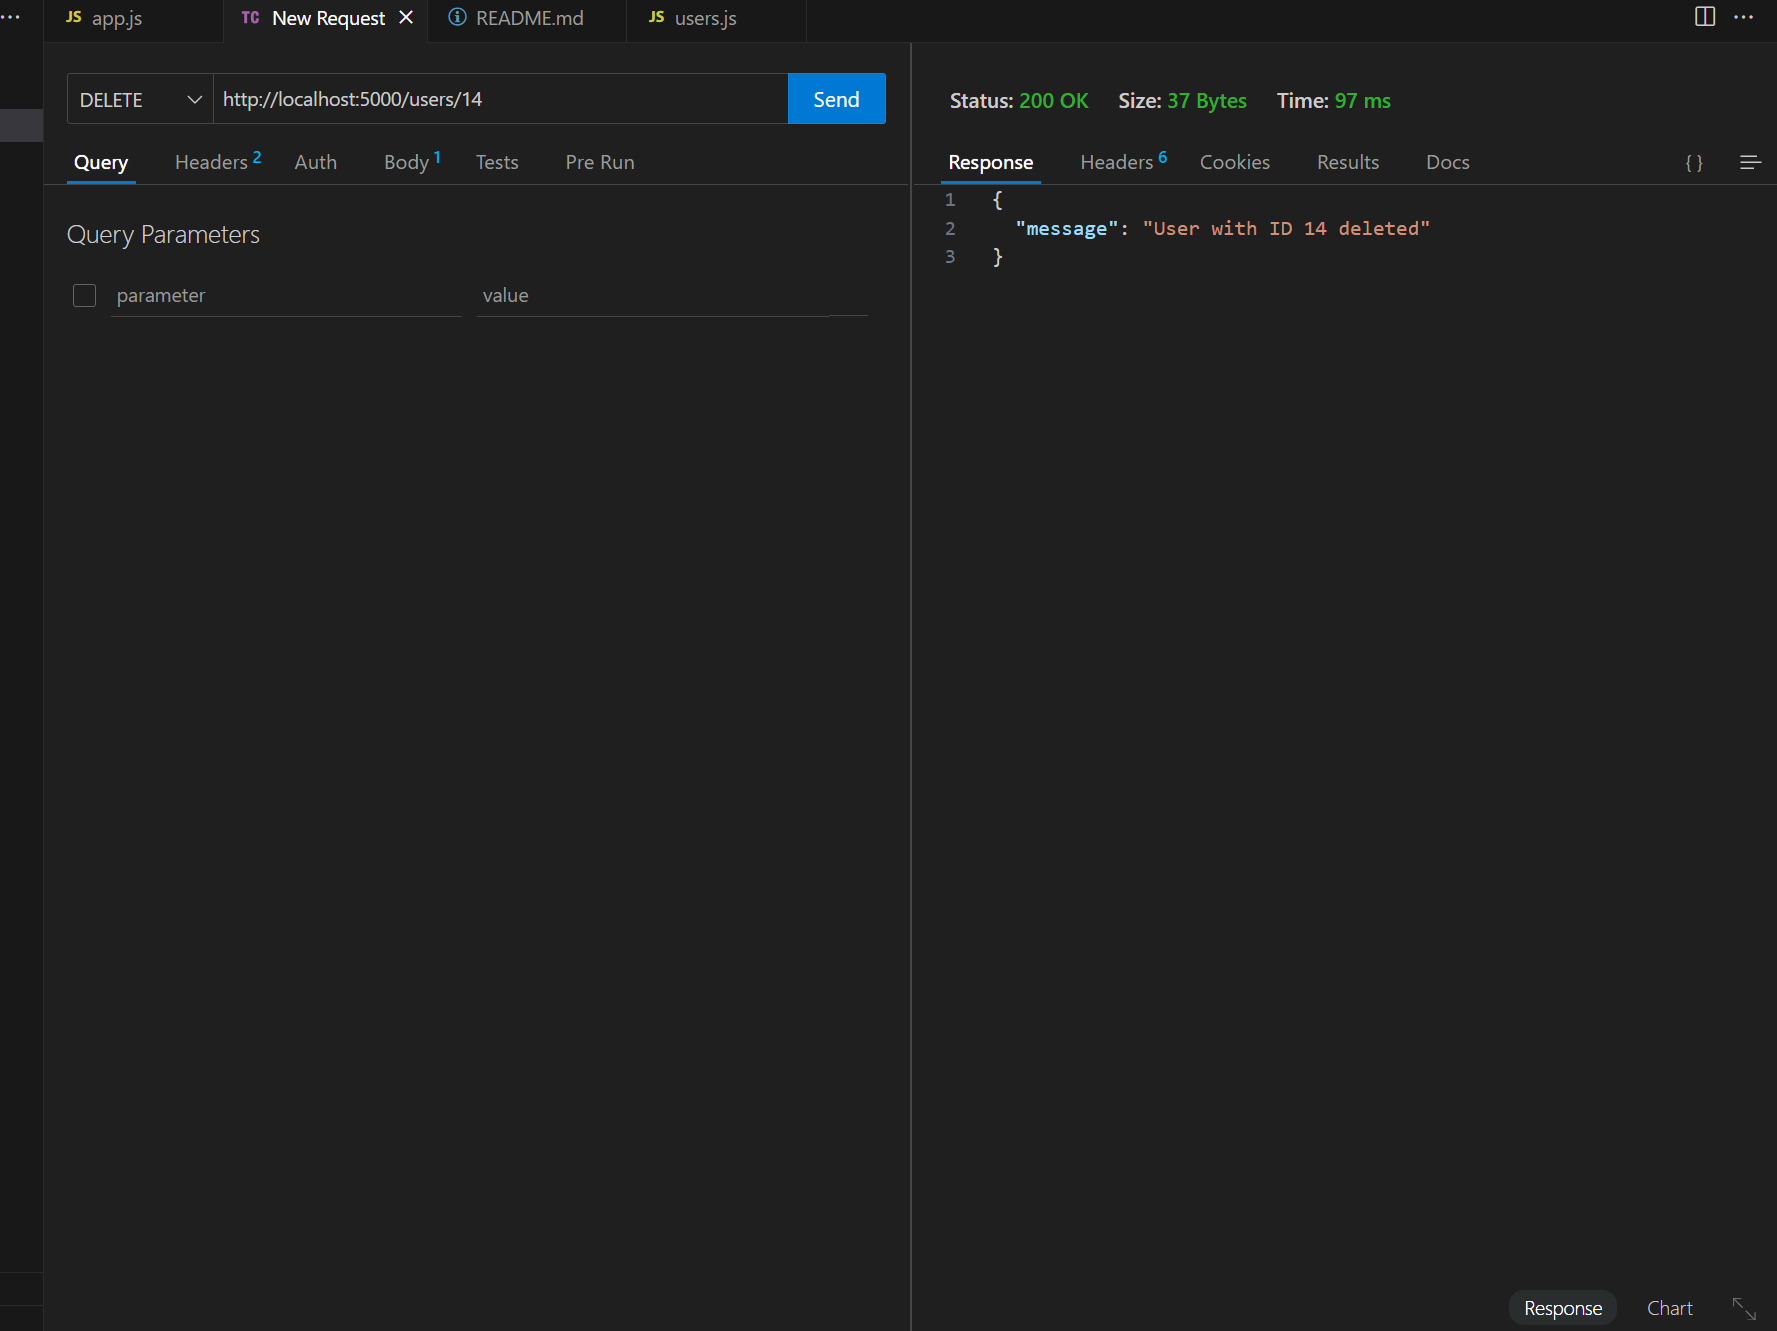 JS app.js TC New Request README.md JS users.js
DELETE http://localhost:5000/users/14 Send
Query Headers 2 Auth Body 1 Tests Pre Run
Query Parameters
parameter value
Status: 200 OK Size: 37 Bytes Time: 97 ms
Response Headers 6 Cookies Results Docs { }
1 {
2 "message": "User with ID 14 deleted"
3 }
Response Chart